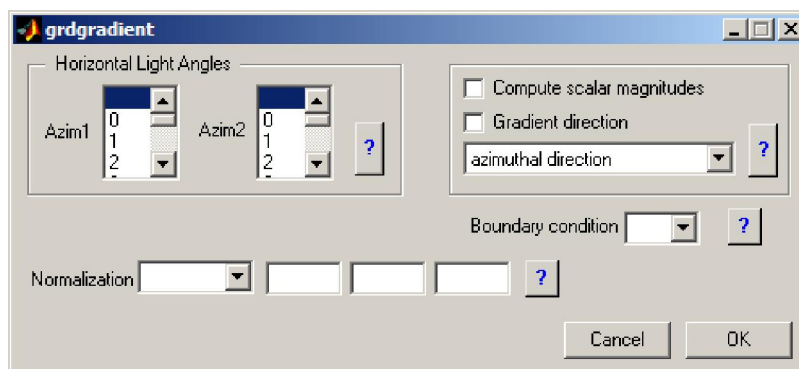 grdgradient
Horizontal Light Angles
Azim1
0
1
2
Azim2
0
1
2
?
Compute scalar magnitudes
Gradient direction
azimuthal direction
?
Boundary condition
?
Normalization
?
Cancel
OK